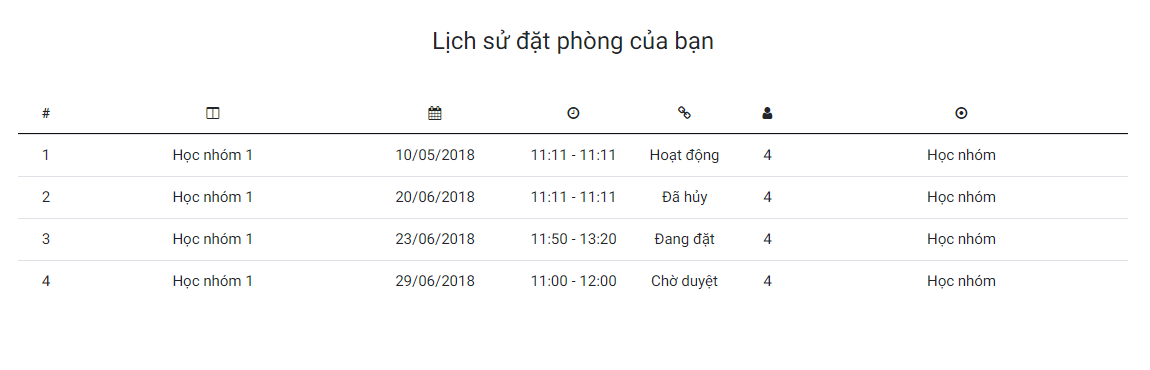 Lịch sử đặt phòng của bạn
#
1 Học nhóm 1 10/05/2018 11:11 - 11:11 Hoạt động 4 Học nhóm
2 Học nhóm 1 20/06/2018 11:11 - 11:11 Đã hủy 4 Học nhóm
3 Học nhóm 1 23/06/2018 11:50 - 13:20 Đang đặt 4 Học nhóm
4 Học nhóm 1 29/06/2018 11:00 - 12:00 Chờ duyệt 4 Học nhóm